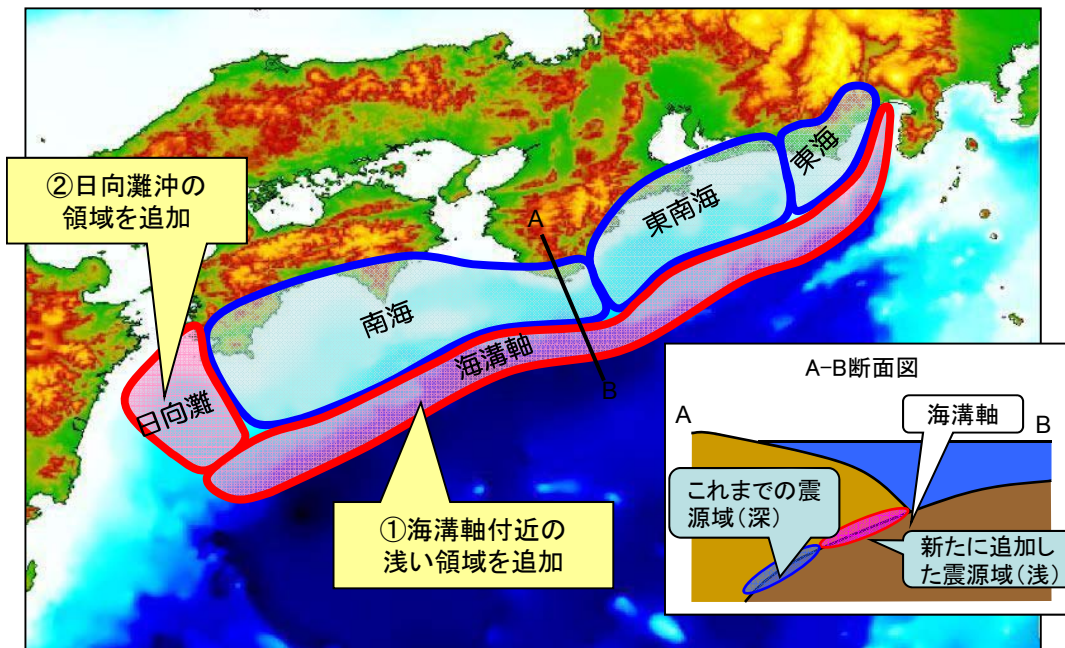 ②日向灘沖の
領域を追加
A
東海
東南海
南海
海溝軸
日向灘
B
①海溝軸付近の
浅い領域を追加
A-B断面図
A
海溝軸
B
これまでの震
源域(深)
新たに追加し
た震源域(浅)